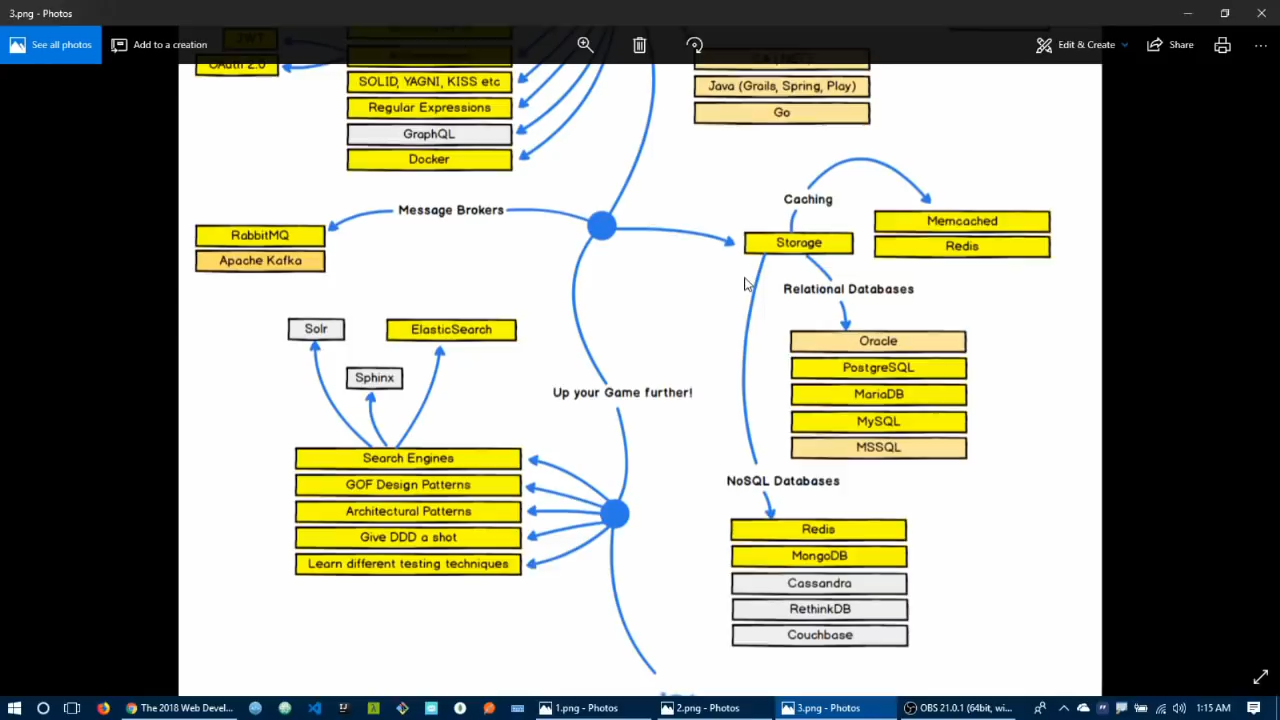 3.png - Photos
See all photos
Add to a creation
Edit & Create
Share
JWT
OAuth 2.0
SOLID, YAGNI, KISS etc
Regular Expressions
GraphQL
Docker
Java (Grails, Spring, Play)
Go
Message Brokers
RabbitMQ
Apache Kafka
Caching
Storage
Memcached
Redis
Relational Databases
Oracle
PostgreSQL
MariaDB
MySQL
MSSQL
Solr
ElasticSearch
Sphinx
Up your Game further!
Search Engines
GOF Design Patterns
Architectural Patterns
Give DDD a shot
Learn different testing techniques
NoSQL Databases
Redis
MongoDB
Cassandra
RethinkDB
Couchbase
The 2018 Web Devel...
1.png - Photos
2.png - Photos
3.png - Photos
OBS 21.0.1 (64bit, wi...
1:15 AM